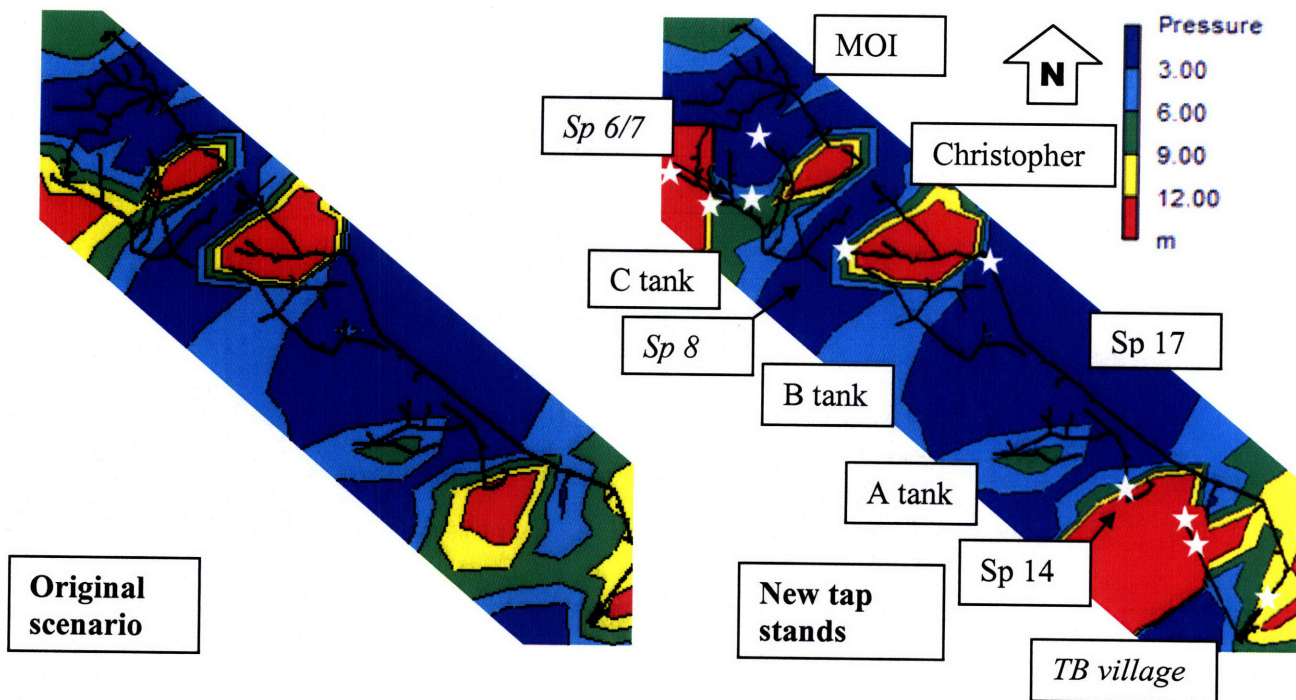 MOI
N
Pressure
3.00
6.00
9.00
12.00
m
Sp 6/7
Christopher
C tank
Sp 8
Sp 17
B tank
A tank
Sp 14
Original
scenario
New tap
stands
TB village